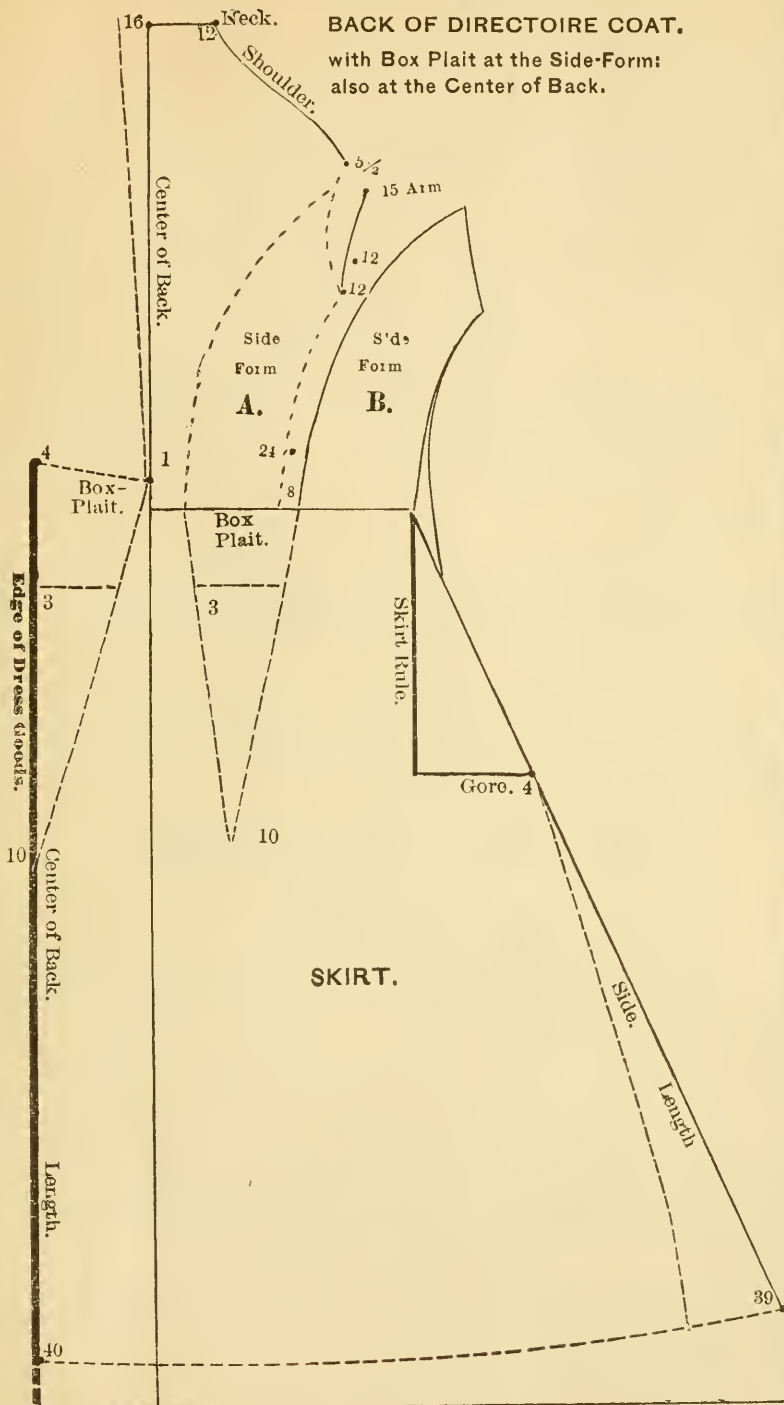 BACK OF DIRECTOIRE COAT.
with Box Plait at the Side-Form:
also at the Center of Back.
16
Neck.
12
Shoulder.
5 1/2
15 Arm
Center of Back.
12
12
Side
Form
A.
S'de
Form
B.
24
8
4
1
Box-
Plait.
Box
Plait.
3
3
Edge of Dress Goods.
Skirt Rule.
Gore. 4
10
10
Center of Back.
SKIRT.
Side.
Length
Length.
39
40